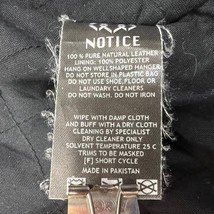 NOTICE
100% PURE NATURAL LEATHER
LINING: 100% POLYESTER
HANG ON WELLSHAPED HANGER
DO NOT STORE IN PLASTIC BAG
DO NOT USE SHOE, FLOOR OR
LAUNDARY CLEANERS
DO NOT WASH. DO NOT IRON
WIPE WITH DAMP CLOTH
AND BUFF WITH A DRY CLOTH
CLEANING BY SPECIALIST
DRY CLEANER ONLY
SOLVENT TEMPERATURE 25 C
TRIMS TO BE MASKED
[F] SHORT CYCLE
MADE IN PAKISTAN